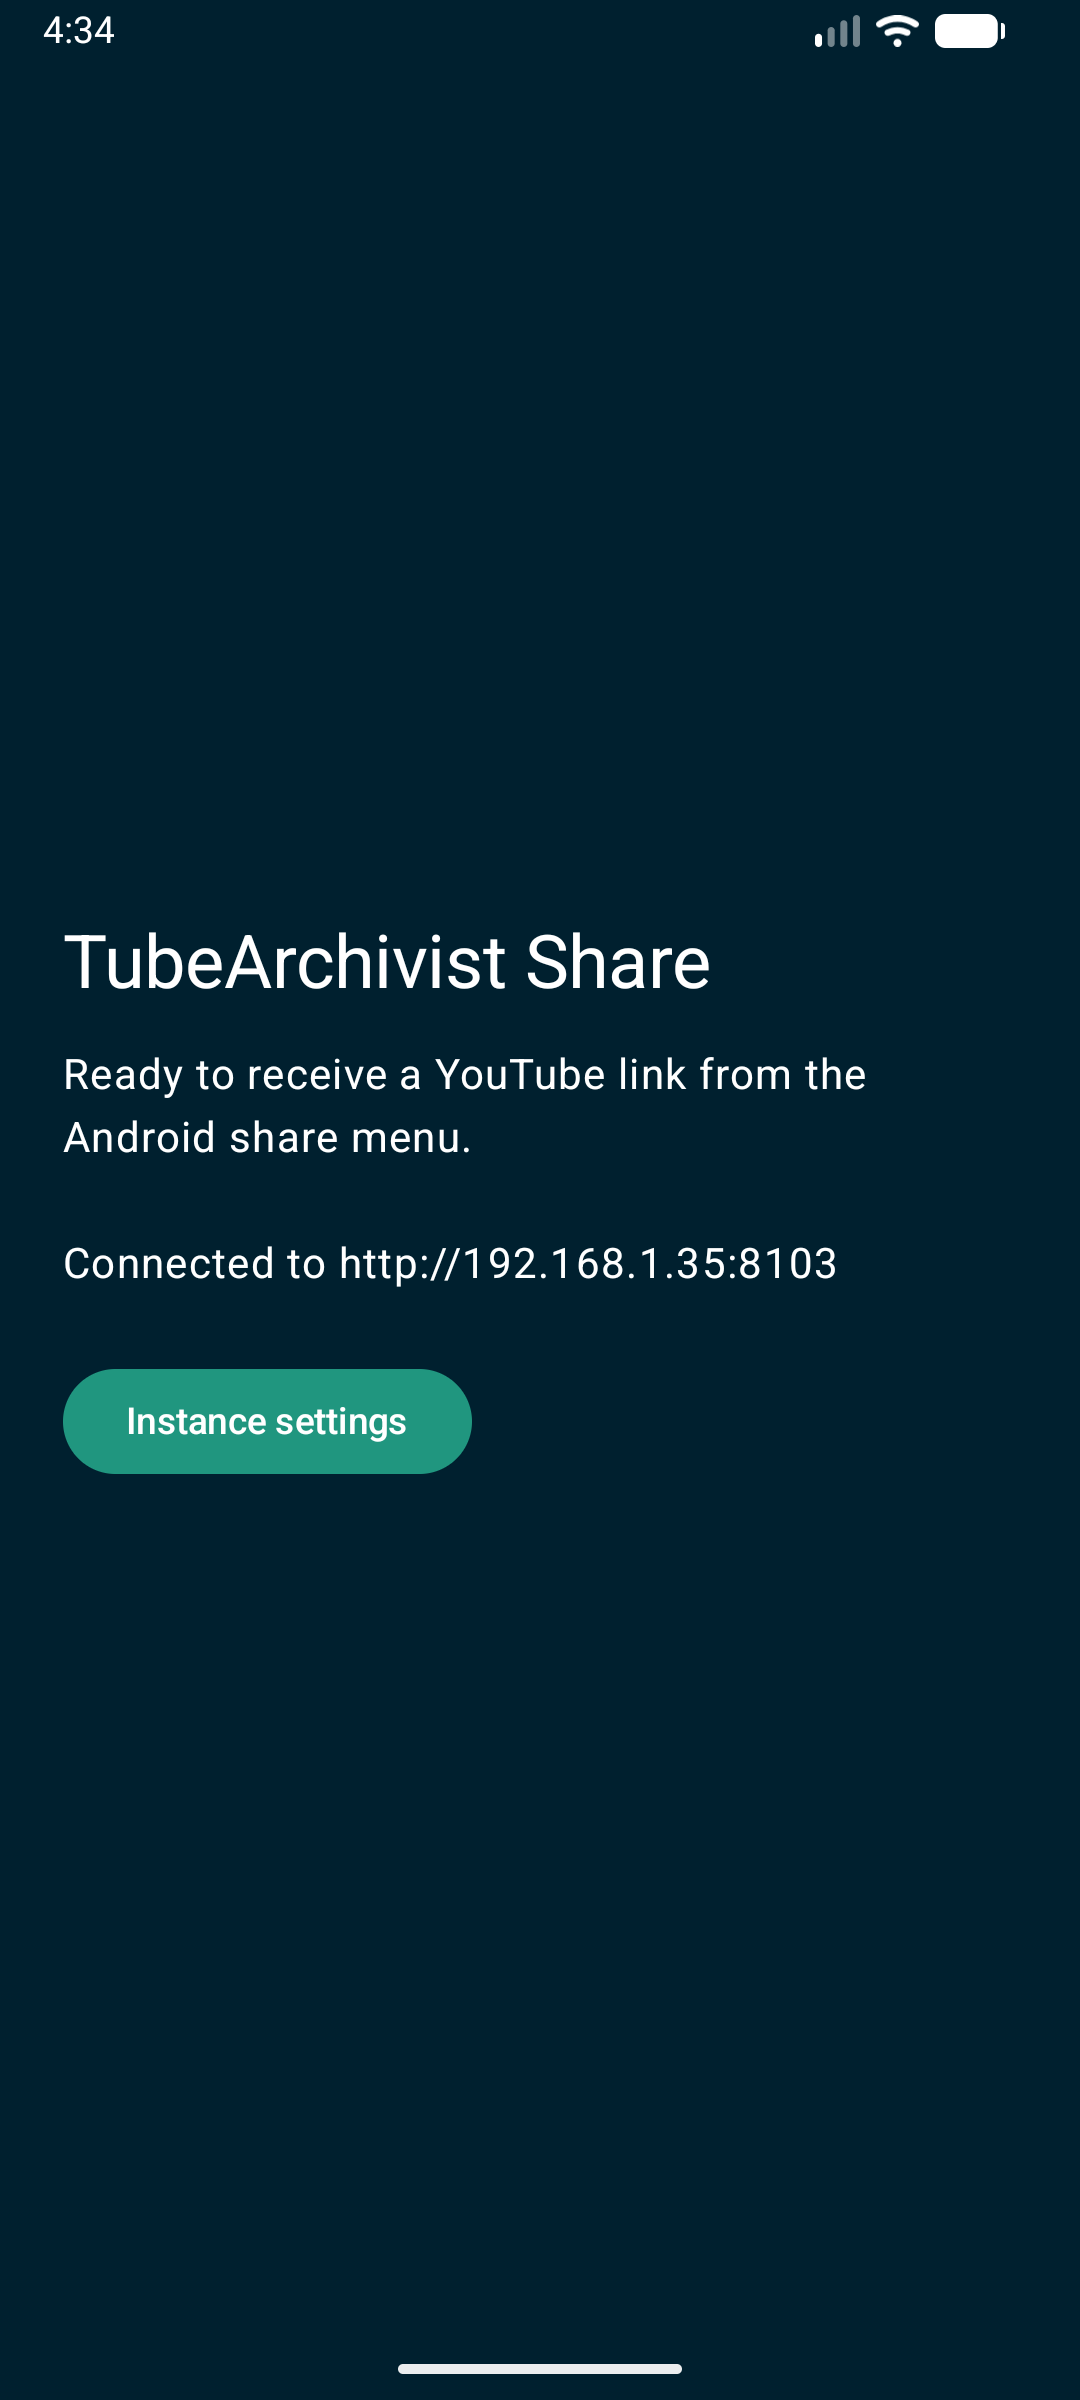 4:34
TubeArchivist Share
Ready to receive a YouTube link from the
Android share menu.
Connected to http://192.168.1.35:8103
Instance settings